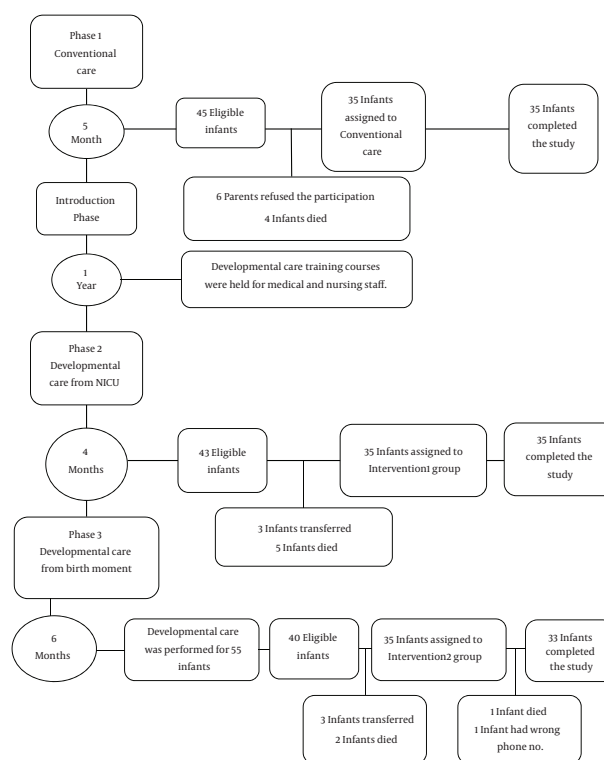 Phase 1
Conventional
care
5
Month
45 Eligible
infants
35 Infants
assigned to
Conventional
care
35 Infants
completed
the study
6 Parents refused the participation
4 Infants died
Introduction
Phase
1
Year
Developmental care training courses
were held for medical and nursing staff.
Phase 2
Developmental
care from NICU
4
Months
43 Eligible
infants
35 Infants assigned to
Intervention1 group
35 Infants
completed the
study
3 Infants transferred
5 Infants died
Phase 3
Developmental care
from birth moment
6
Months
Developmental care
was performed for 55
infants
40 Eligible
infants
35 Infants assigned to
Intervention2 group
33 Infants
completed
the study
3 Infants transferred
2 Infants died
1 Infant died
1 Infant had wrong
phone no.